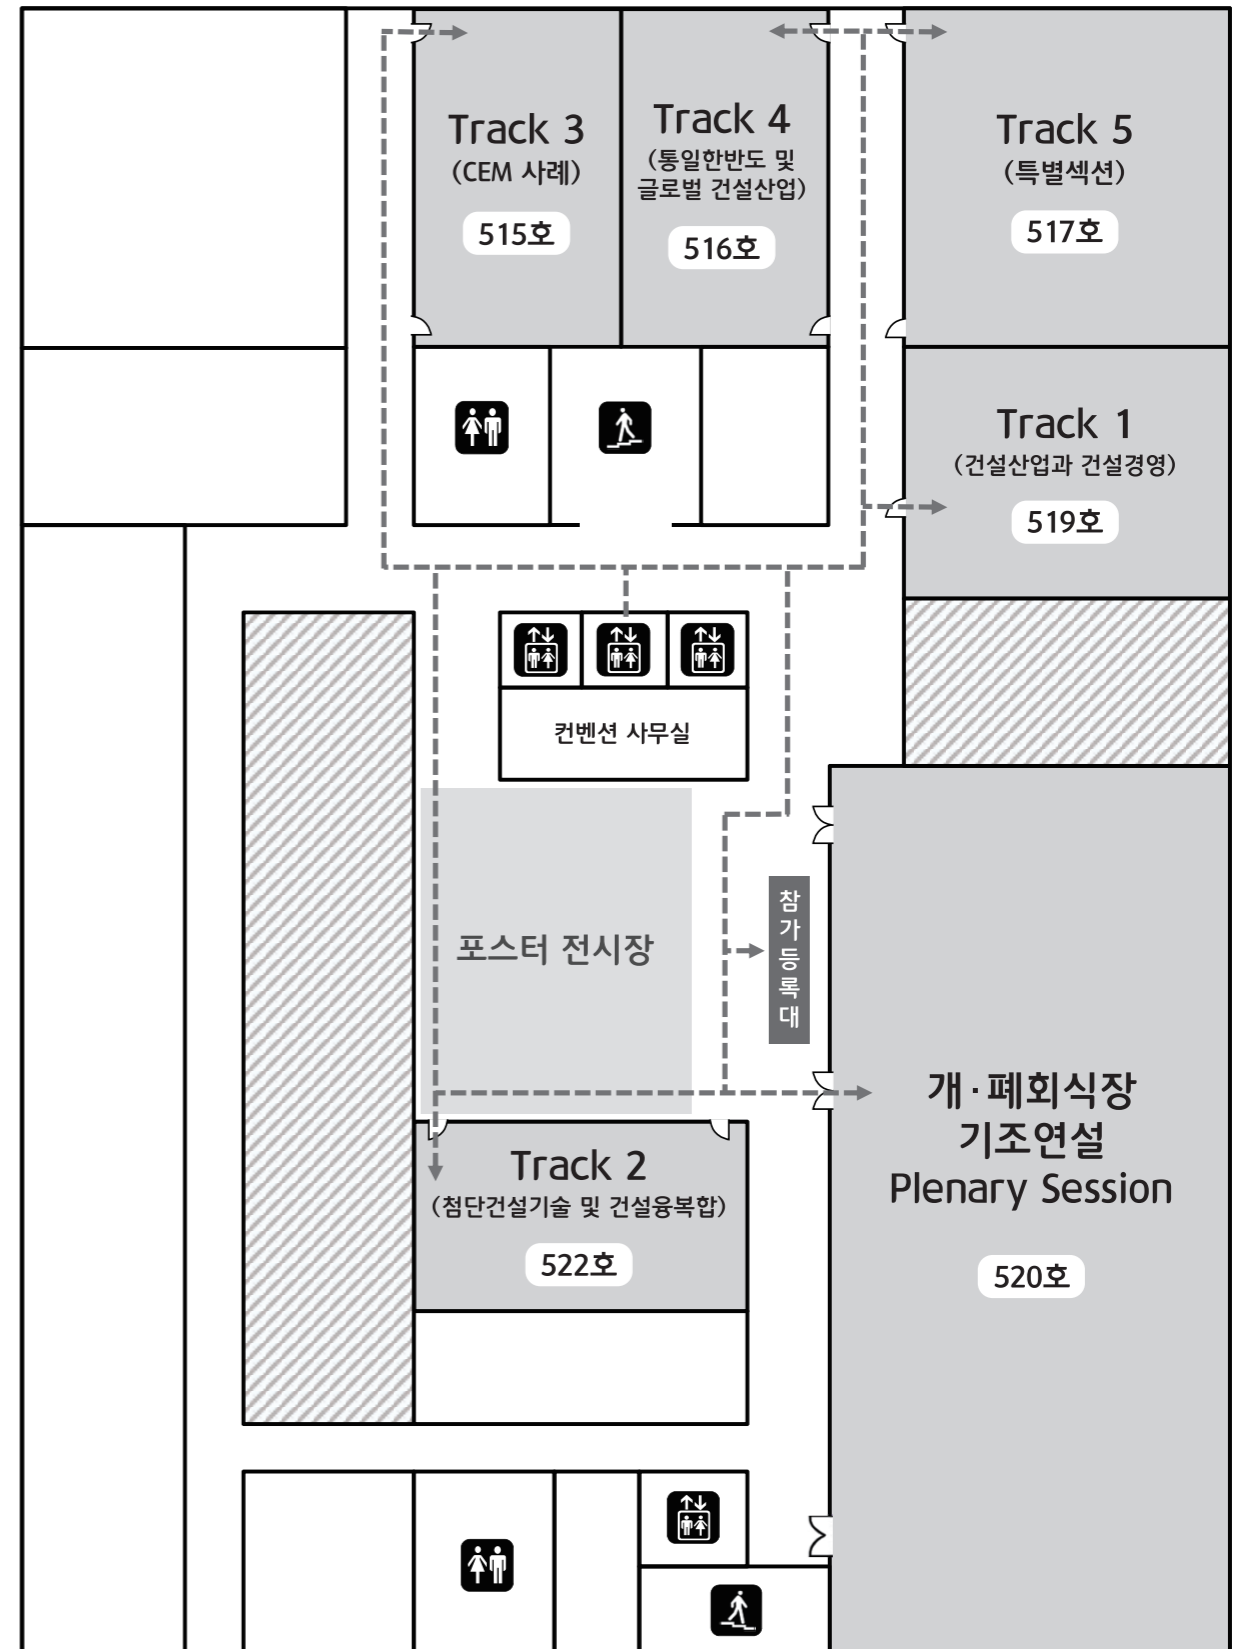 Track 3
(CEM 사례)
515호
Track 4
(통일한반도 및
글로벌 건설산업)
516호
Track 5
(특별섹션)
517호
Track 1
(건설산업과 건설경영)
519호
컨벤션 사무실
포스터 전시장
참가등록대
개·폐회식장
기조연설
Plenary Session
520호
Track 2
(첨단건설기술 및 건설융복합)
522호